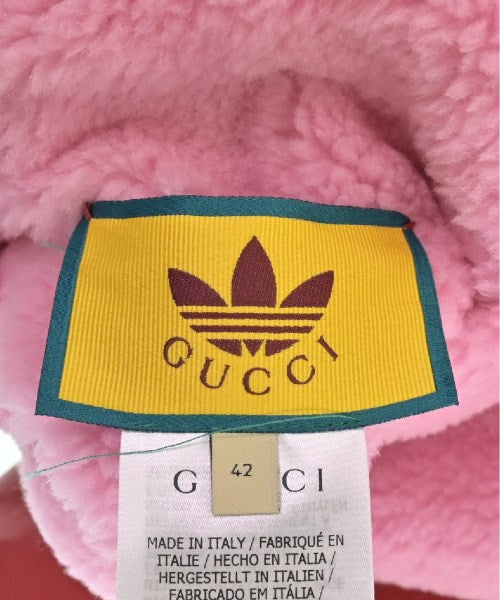 GUCCI
42
G CI
MADE IN ITALY / FABRIQUÉ EN
ITALIE / HECHO EN ITALIA /
HERGESTELLT IN ITALIEN /
FABRICADO EM ITÁLIA /